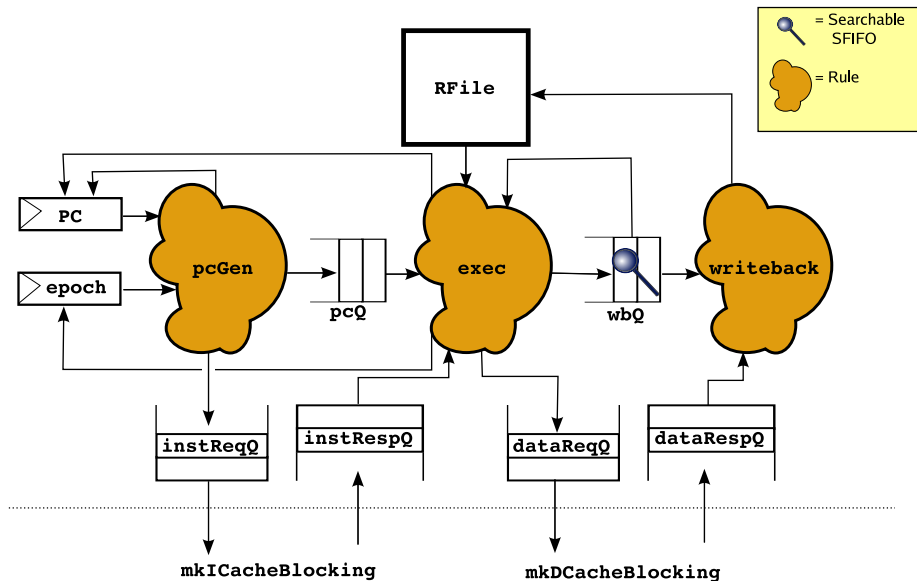 = Searchable
SFIFO
= Rule
RFile
PC
pcGen
exec
writeback
epoch
pcQ
wbQ
instReqQ
instRespQ
dataReqQ
dataRespQ
mkICacheBlocking
mkDCacheBlocking